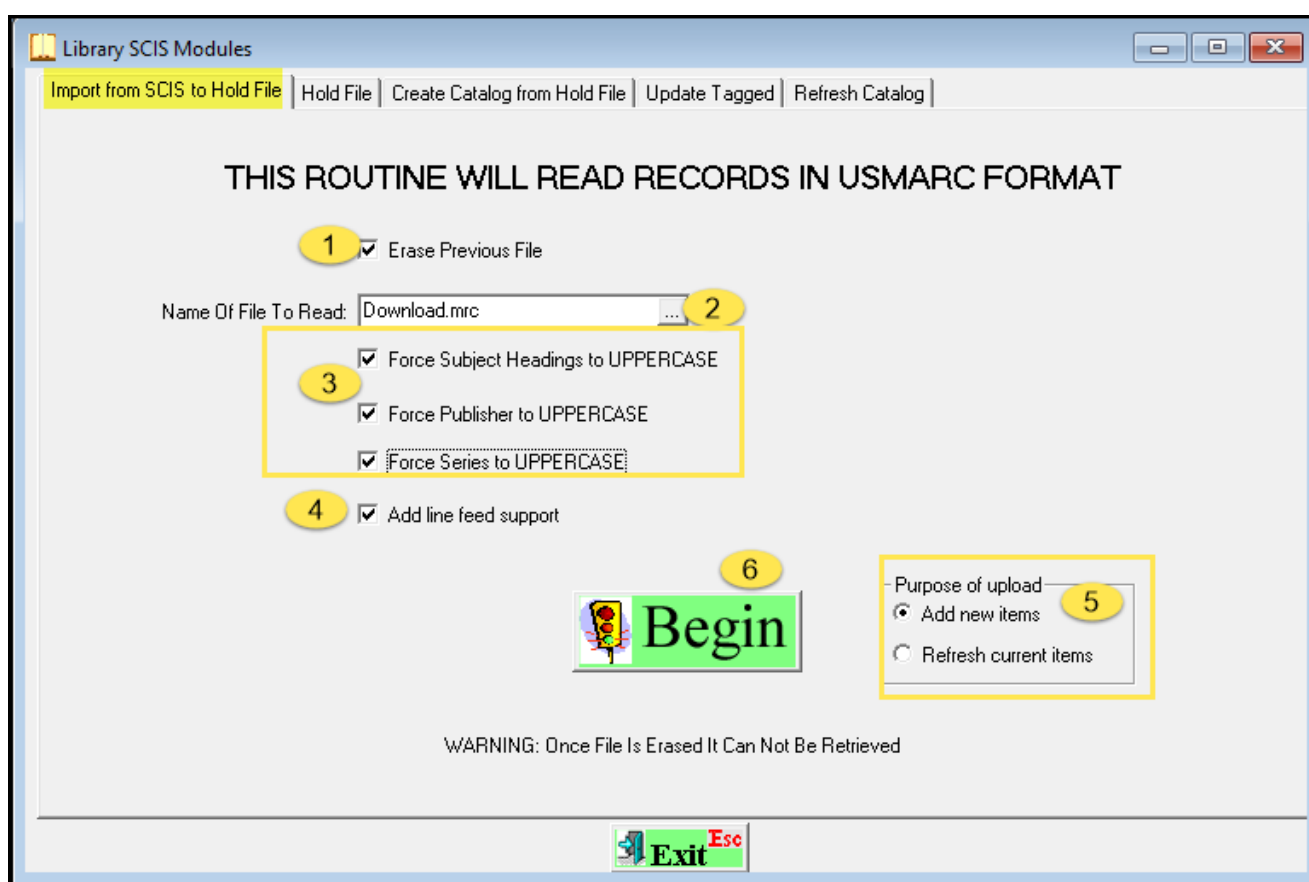 Library SCIS Modules
Import from SCIS to Hold File Hold File Create Catalog from Hold File Update Tagged Refresh Catalog
THIS ROUTINE WILL READ RECORDS IN USMARC FORMAT
1 Erase Previous File
Name Of File To Read: Download.mrc ... 2
Force Subject Headings to UPPERCASE
3
Force Publisher to UPPERCASE
Force Series to UPPERCASE
4 Add line feed support
6
Begin
Purpose of upload
5
Add new items
Refresh current items
WARNING: Once File Is Erased It Can Not Be Retrieved
Exit Esc